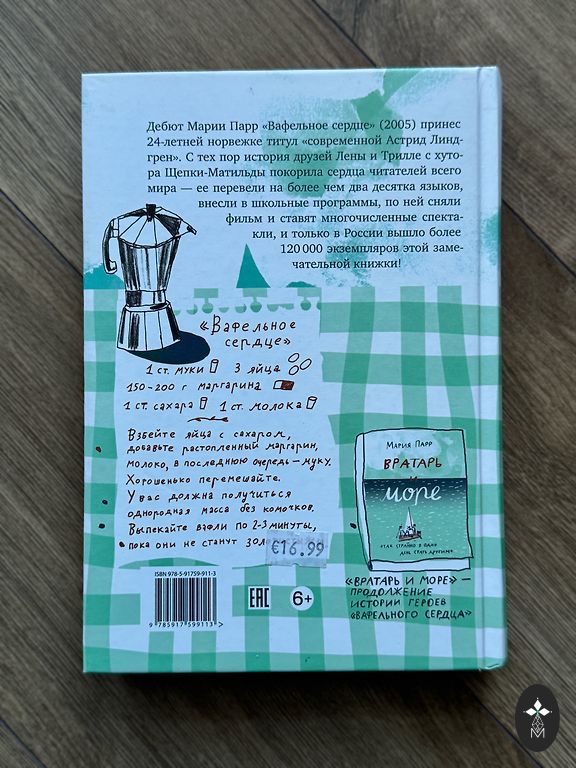 Дебют Марии Парр «Вафельное сердце» (2005) принес
24-летней норвежке титул «современной Астрид Линд-
грен». С тех пор история друзей Лены и Трилле с хуто-
ра Щепки-Матильды покорила сердца читателей всего
мира — ее перевели на более чем два десятка языков,
внесли в школьные программы, по ней сняли
фильм и ставят многочисленные спекта-
кли, и только в России вышло более
120 000 экземпляров этой заме-
чательной книжки!
«Вафельное
сердце»
1 ст. муки 3 яйца
150-200 г маргарина
1 ст. сахара 1 ст. молока
Взбейте яйца с сахаром,
добавьте растопленный маргарин,
молоко, в последнюю очередь — муку.
Хорошенько перемешайте.
У вас должна получиться
однородная масса без комочков.
Выпекайте вафли по 2-3 минуты,
пока они не станут зол
€16.99
Мария Парр
Вратарь
и
море
«Вратарь и море» —
продолжение
истории героев
«Вафельного сердца»
ISBN 978-5-91759-911-3
9 785917 599113 >
EAC
6+
M